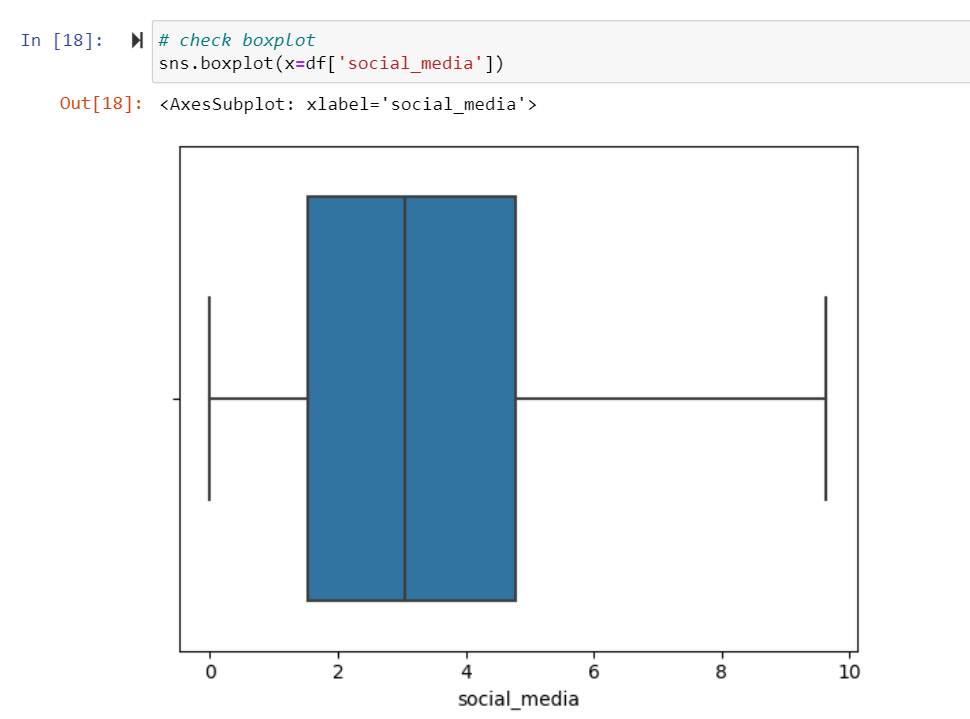 In [18]:
# check boxplot
sns.boxplot(x=df['social_media'])
Out[18]: <AxesSubplot: xlabel='social_media'>
0 2 4 6 8 10
social_media